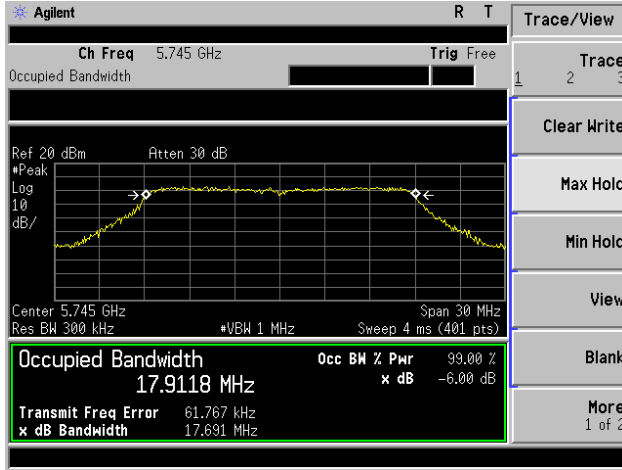 Agilent R T Trace/View
Ch Freq 5.745 GHz Trig Free
Occupied Bandwidth
Trace
1 2 3
Clear Write
Max Hold
Min Hold
View
Blank
More
1 of 2
Ref 20 dBm Atten 30 dB
#Peak
Log
10
dB/
Center 5.745 GHz Span 30 MHz
Res BW 300 kHz #VBW 1 MHz Sweep 4 ms (401 pts)
Occupied Bandwidth Occ BW % Pwr 99.00 %
17.9118 MHz x dB -6.00 dB
Transmit Freq Error 61.767 kHz
x dB Bandwidth 17.691 MHz